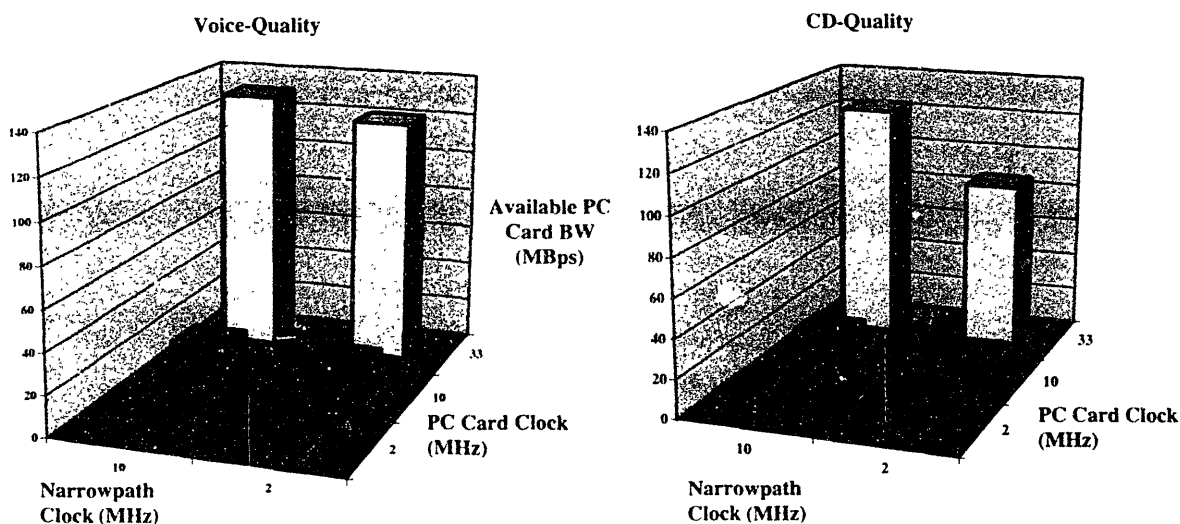 Voice-Quality
140
120
100
80
60
40
20
0
10
2
Narrowpath
Clock (MHz)
2
10
33
PC Card Clock
(MHz)
Available PC
Card BW
(MBps)
CD-Quality
140
120
100
80
60
40
20
0
10
2
Narrowpath
Clock (MHz)
2
10
33
PC Card Clock
(MHz)